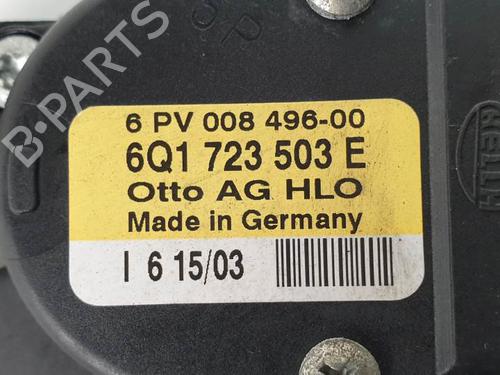 6 PV 008 496-00
6Q1 723 503 E
Otto AG HLO
Made in Germany
I 6 15/03
HELLA
B-PARTS